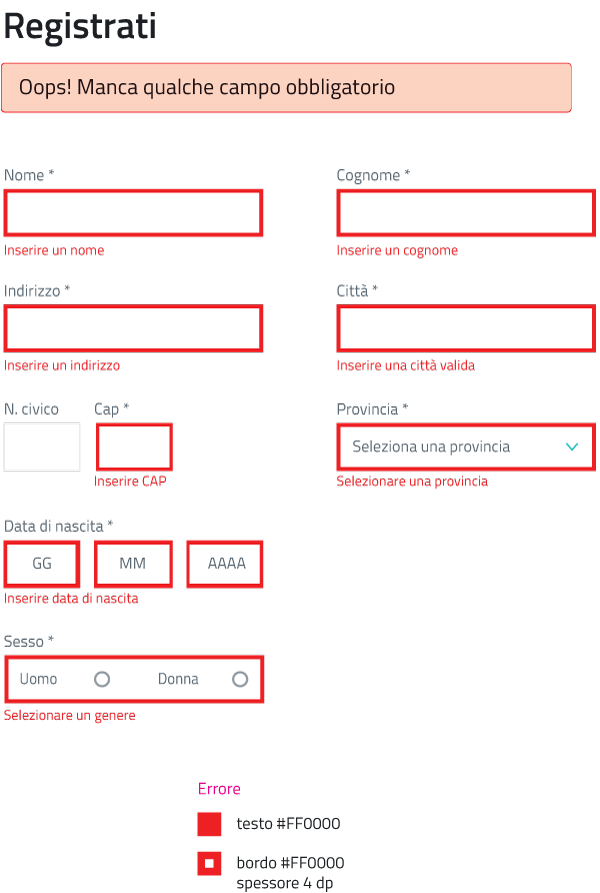 Registrati
Oops! Manca qualche campo obbligatorio
Nome *
Cognome *
Inserire un nome
Inserire un cognome
Indirizzo *
Città *
Inserire un indirizzo
Inserire una città valida
N. civico
Cap *
Provincia *
Seleziona una provincia
Inserire CAP
Selezionare una provincia
Data di nascita *
GG
MM
AAAA
Inserire data di nascita
Sesso *
Uomo
Donna
Selezionare un genere
Errore
testo #FF0000
bordo #FF0000
spessore 4 dp